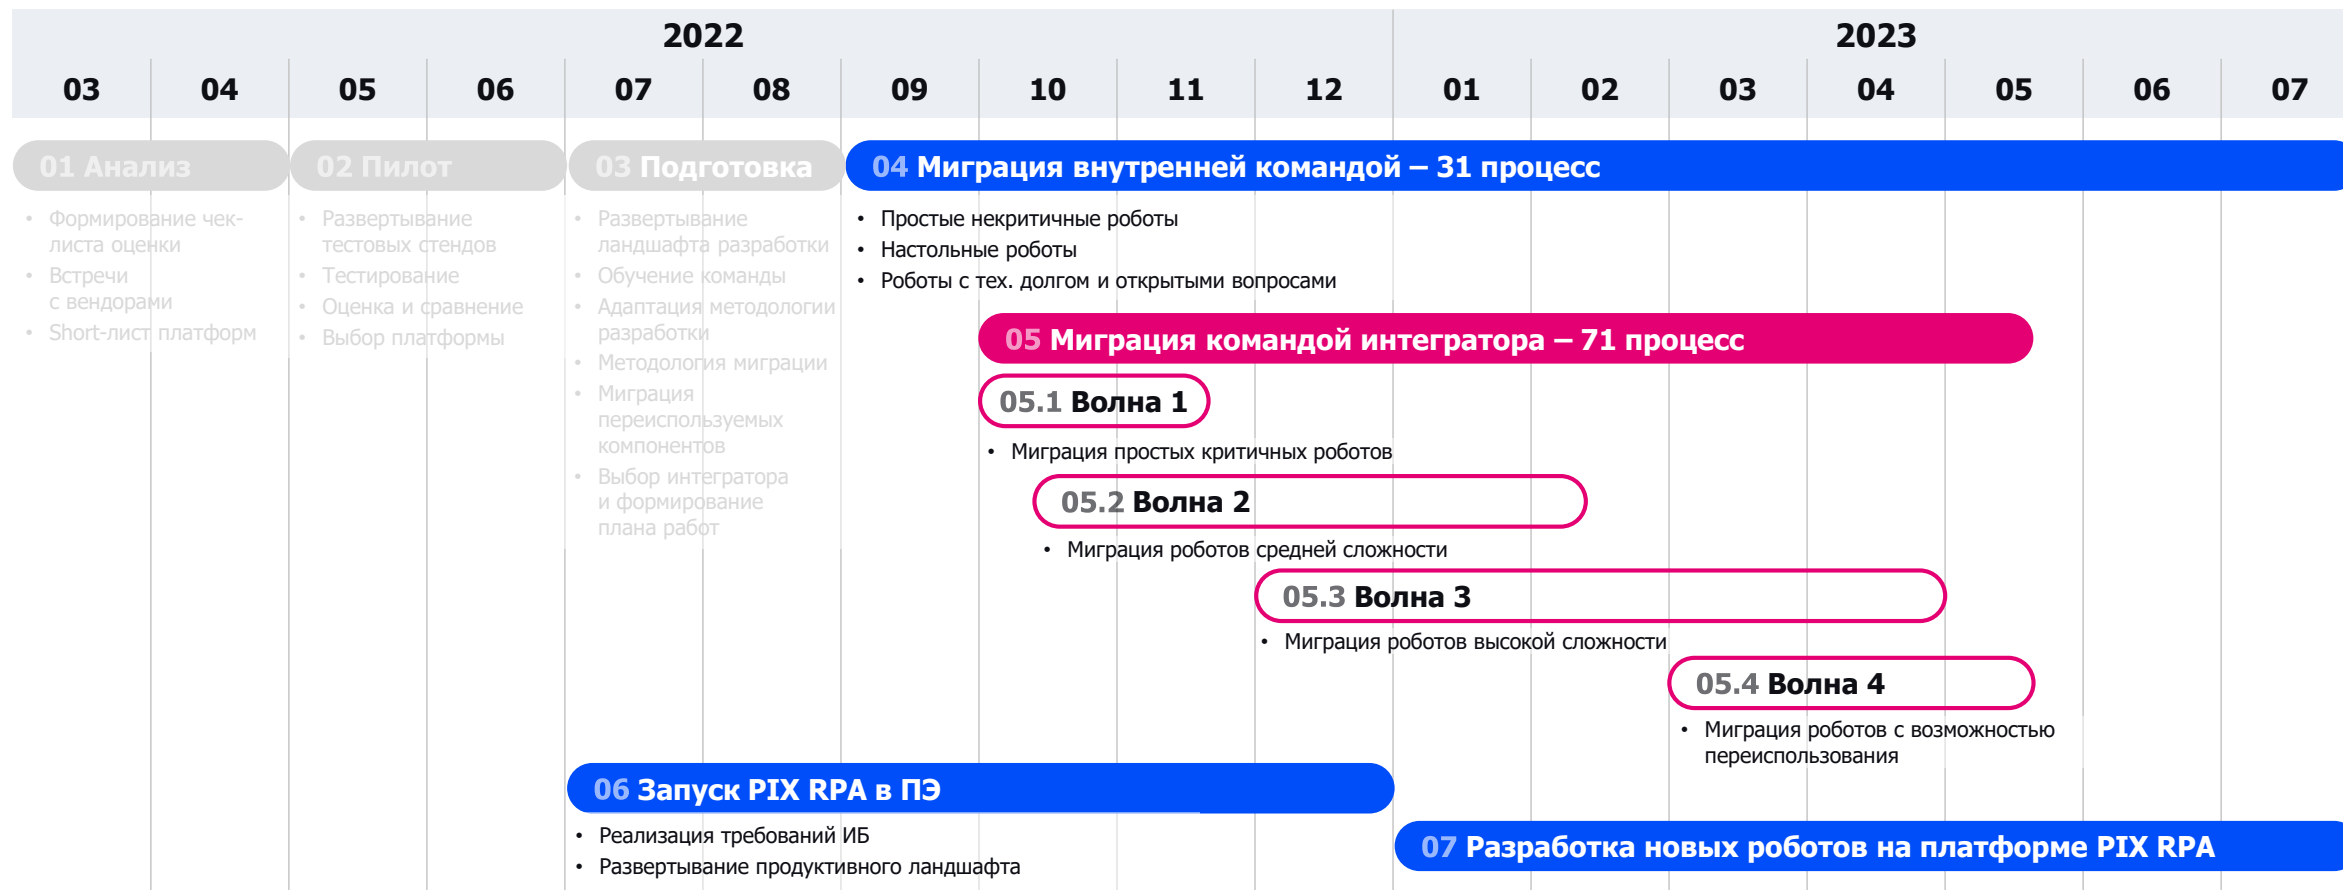 2022
2023
03 04 05 06 07 08 09 10 11 12 01 02 03 04 05 06 07
01 Анализ
• Формирование чек-
листа оценки
• Встречи
с вендорами
• Short-лист платформ
02 Пилот
• Развертывание
тестовых стендов
• Тестирование
• Оценка и сравнение
• Выбор платформы
03 Подготовка
• Развертывание
ландшафта разработки
• Обучение команды
• Адаптация методологии
разработки
• Методология миграции
• Миграция
переиспользуемых
компонентов
• Выбор интегратора
и формирование
плана работ
04 Миграция внутренней командой – 31 процесс
• Простые некритичные роботы
• Настольные роботы
• Роботы с тех. долгом и открытыми вопросами
05 Миграция командой интегратора – 71 процесс
05.1 Волна 1
• Миграция простых критичных роботов
05.2 Волна 2
• Миграция роботов средней сложности
05.3 Волна 3
• Миграция роботов высокой сложности
05.4 Волна 4
• Миграция роботов с возможностью
переиспользования
06 Запуск PIX RPA в ПЭ
• Реализация требований ИБ
• Развертывание продуктивного ландшафта
07 Разработка новых роботов на платформе PIX RPA